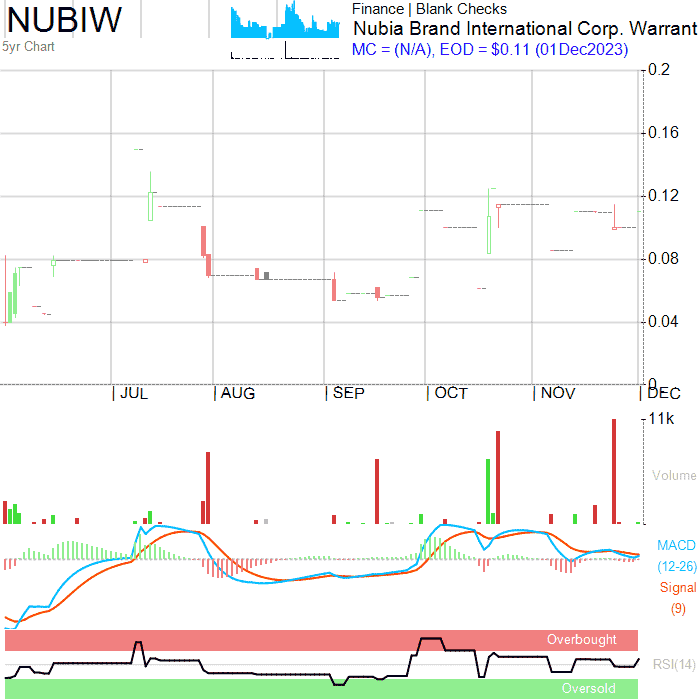 NUBIW
5yr Chart
Finance | Blank Checks
Nubia Brand International Corp. Warrant
MC = (N/A), EOD = $0.11 (01Dec2023)
0.2
0.16
0.12
0.08
0.04
0
JUL AUG SEP OCT NOV DEC
11k
Volume
MACD
(12-26)
Signal
(9)
Overbought
RSI(14)
Oversold